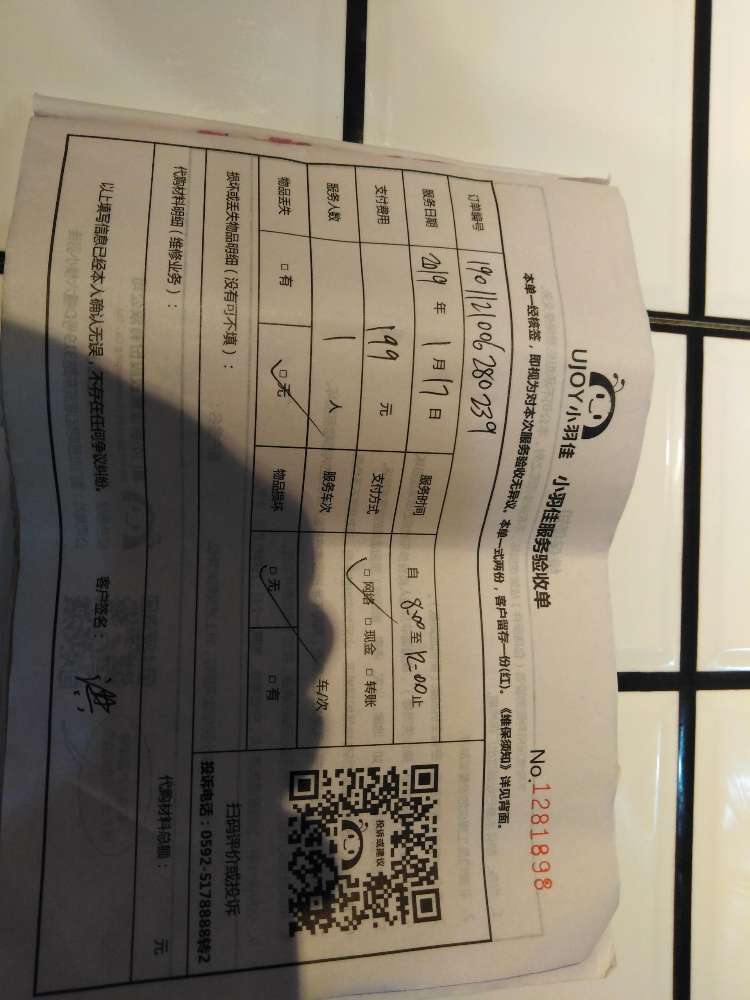 UJOY小羽佳 小羽佳服务验收单 No.1281898
本单一经核签，即视为对本次服务验收无异议。本单一式两份，客户留存一份(红)。《维保须知》详见背面。
订单编号 1901121006280239
服务日期 2019 年 1 月 17 日 服务时间 自 8:00 至 12:00 止
支付费用 199 元 支付方式 □ 网络 □ 现金 □ 转账
服务人数 1 人 服务车次 车/次
物品丢失 □ 有 □ 无 物品损坏 □ 无 □ 有
投诉或建议
扫码评价或投诉
投诉电话：0592-5178888转2
损坏或丢失物品明细（没有可不填）：
代购材料明细（维修业务）： 代购材料总额： 元
以上填写信息已经本人确认无误，不存在任何争议纠纷。 客户签名：